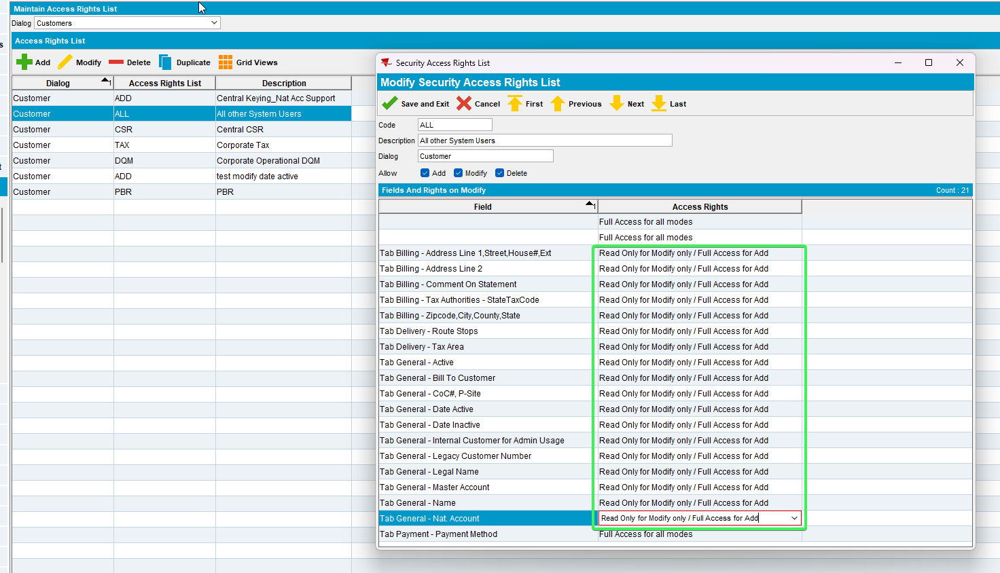 Maintain Access Rights List
Dialog Customers
Access Rights List
Add Modify Delete Duplicate Grid Views
Dialog 1 Access Rights List Description
Customer ADD Central Keying_Nat Acc Support
Customer ALL All other System Users
Customer CSR Central CSR
Customer TAX Corporate Tax
Customer DQM Corporate Operational DQM
Customer ADD test modify date active
Customer PBR PBR
s
t
Security Access Rights List
Modify Security Access Rights List
Save and Exit Cancel First Previous Next Last
Code ALL
Description All other System Users
Dialog Customer
Allow Add Modify Delete
Fields And Rights on Modify Count : 21
Field 1 Access Rights
Full Access for all modes
Full Access for all modes
Tab Billing - Address Line 1,Street,House#,Ext Read Only for Modify only / Full Access for Add
Tab Billing - Address Line 2 Read Only for Modify only / Full Access for Add
Tab Billing - Comment On Statement Read Only for Modify only / Full Access for Add
Tab Billing - Tax Authorities - StateTaxCode Read Only for Modify only / Full Access for Add
Tab Billing - Zipcode,City,County,State Read Only for Modify only / Full Access for Add
Tab Delivery - Route Stops Read Only for Modify only / Full Access for Add
Tab Delivery - Tax Area Read Only for Modify only / Full Access for Add
Tab General - Active Read Only for Modify only / Full Access for Add
Tab General - Bill To Customer Read Only for Modify only / Full Access for Add
Tab General - CoC#, P-Site Read Only for Modify only / Full Access for Add
Tab General - Date Active Read Only for Modify only / Full Access for Add
Tab General - Date Inactive Read Only for Modify only / Full Access for Add
Tab General - Internal Customer for Admin Usage Read Only for Modify only / Full Access for Add
Tab General - Legacy Customer Number Read Only for Modify only / Full Access for Add
Tab General - Legal Name Read Only for Modify only / Full Access for Add
Tab General - Master Account Read Only for Modify only / Full Access for Add
Tab General - Name Read Only for Modify only / Full Access for Add
Tab General - Nat. Account Read Only for Modify only / Full Access for Add
Tab Payment - Payment Method Full Access for all modes